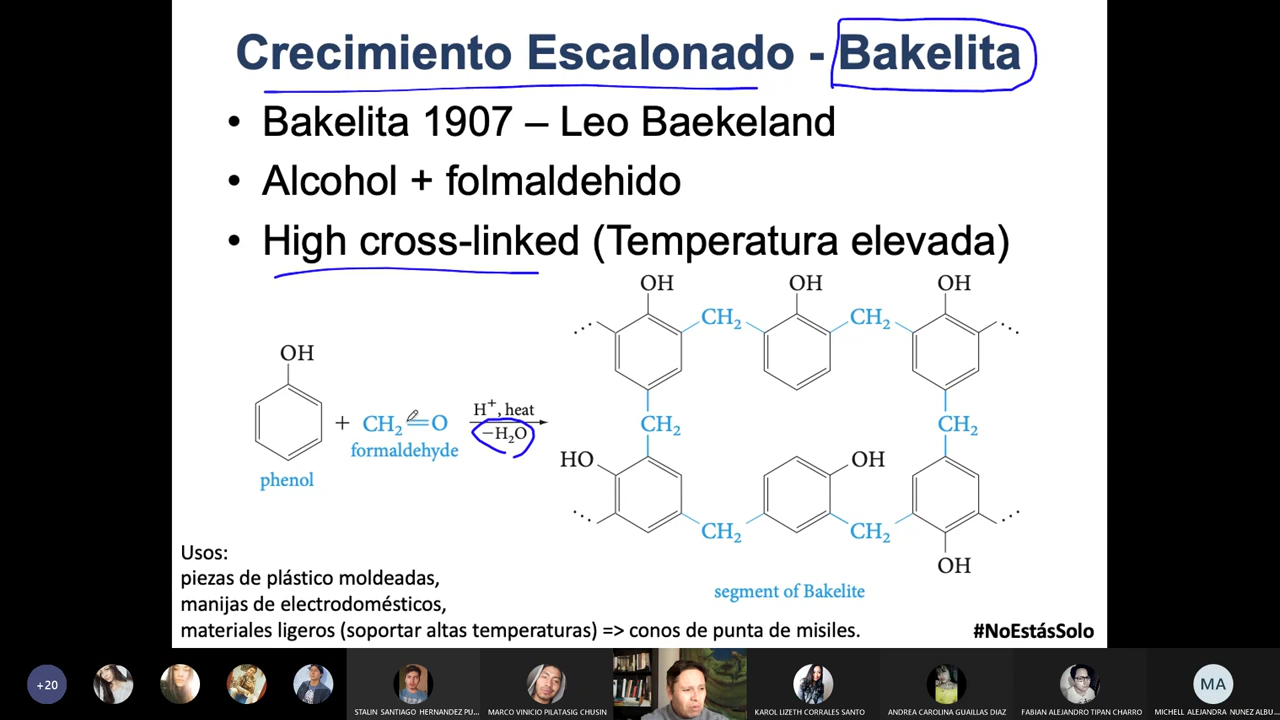 Crecimiento Escalonado - Bakelita
• Bakelita 1907 – Leo Baekeland
• Alcohol + folmaldehido
• High cross-linked (Temperatura elevada)
OH
OH
OH
OH
CH2
CH2
+
CH2=O
H+, heat
−H2O
formaldehyde
phenol
CH2
CH2
HO
OH
CH2
CH2
OH
segment of Bakelite
Usos:
piezas de plástico moldeadas,
manijas de electrodomésticos,
materiales ligeros (soportar altas temperaturas) => conos de punta de misiles.
#NoEstásSolo
+20
MA
STALIN SANTIAGO HERNANDEZ PU...
MARCO VINICIO PILATASIG CHUSIN
KAROL LIZETH CORRALES SANTO
ANDREA CAROLINA GUAILLAS DIAZ
FABIAN ALEJANDRO TIPAN CHARRO
MICHELL ALEJANDRA NUNEZ ALBU...